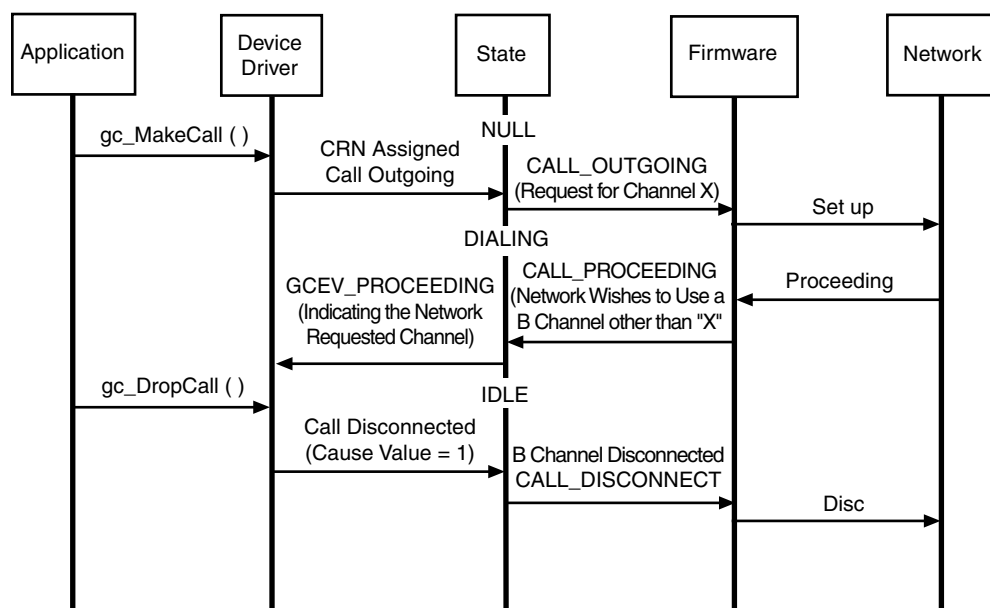 Application
Device
Driver
State
Firmware
Network
NULL
gc_MakeCall ( )
CRN Assigned
Call Outgoing
CALL_OUTGOING
(Request for Channel X)
Set up
DIALING
CALL_PROCEEDING
(Network Wishes to Use a
B Channel other than "X"
Proceeding
GCEV_PROCEEDING
(Indicating the Network
Requested Channel)
gc_DropCall ( )
IDLE
Call Disconnected
(Cause Value = 1)
B Channel Disconnected
CALL_DISCONNECT
Disc